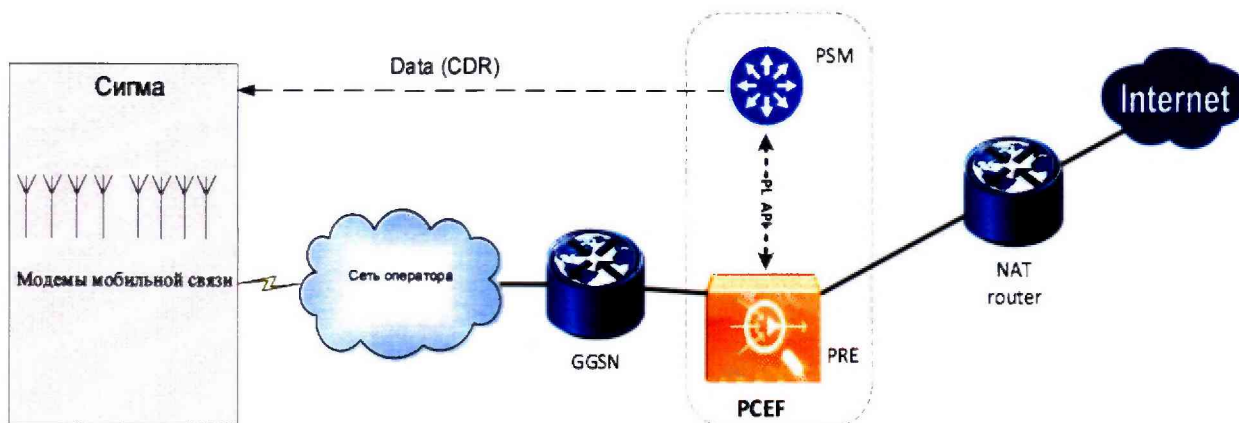 Сигма
Data (CDR)
PSM
Internet
PL API
Модемы мобильной связи
Сеть оператора
GGSN
PRE
PCEF
NAT
router